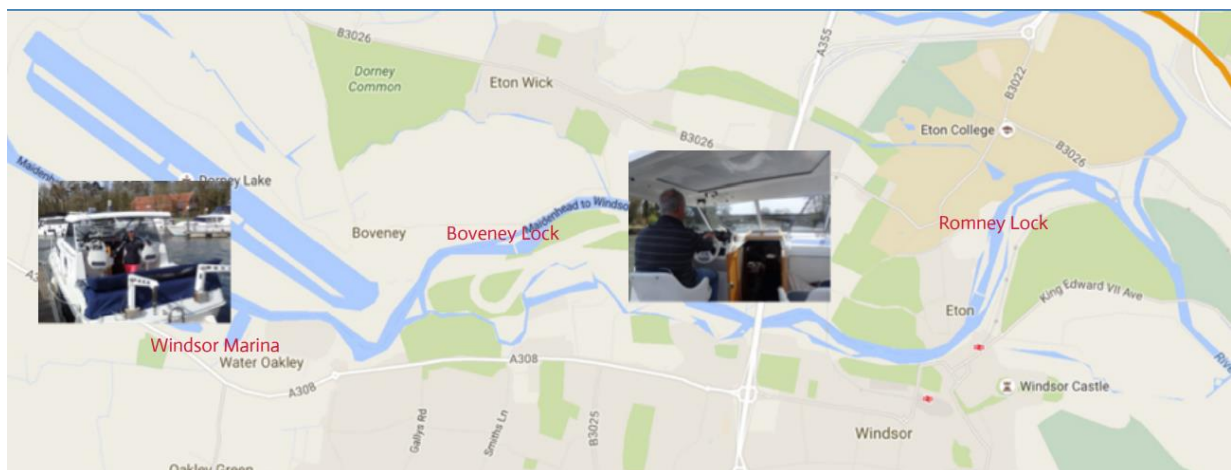 B3026
Dorney
Common
Eton Wick
A355
B3022
Eton College
B3026
B3026
Dorney Lake
Boveney
Boveney Lock
Maidenhead to Windsor
Romney Lock
King Edward VII Ave
Eton
Windsor Marina
Water Oakley
A308
A308
Gallys Rd
Smiths Ln
B3025
Windsor Castle
Windsor
Oakley Green